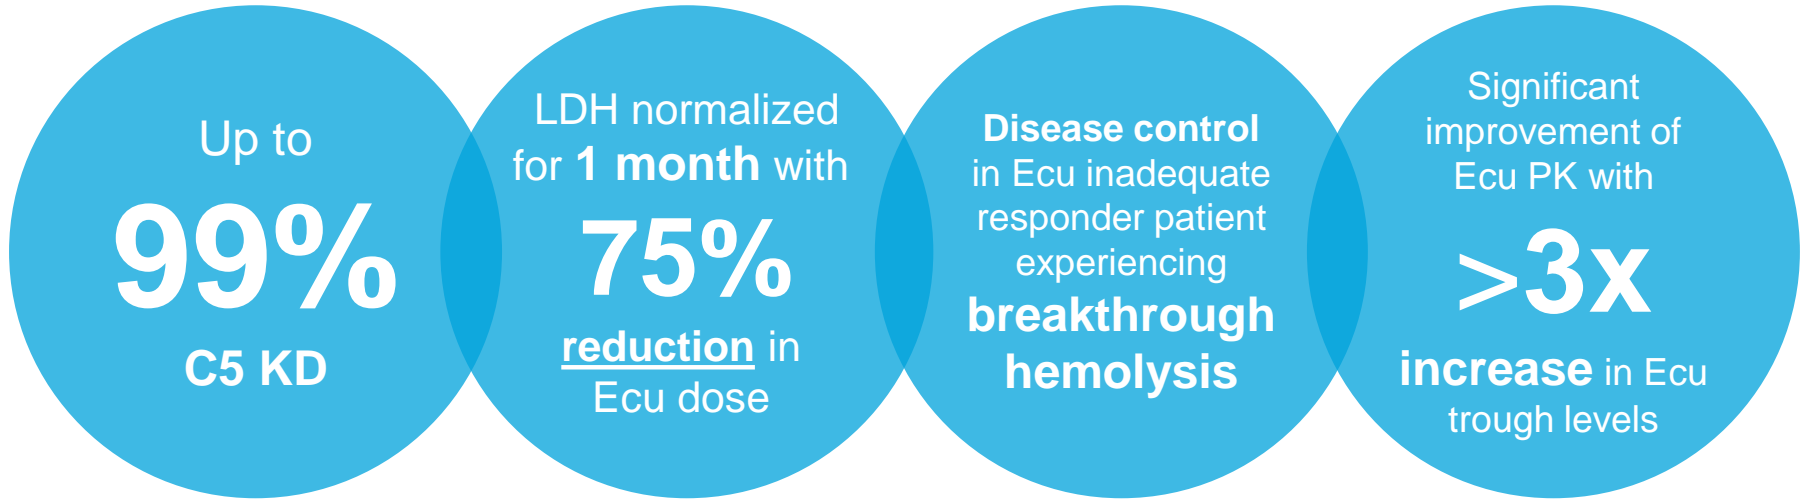 Up to
99%
C5 KD
LDH normalized
for 1 month with
75%
reduction in
Ecu dose
Disease control
in Ecu inadequate
responder patient
experiencing
breakthrough
hemolysis
Significant
improvement of
Ecu PK with
>3x
increase in Ecu
trough levels